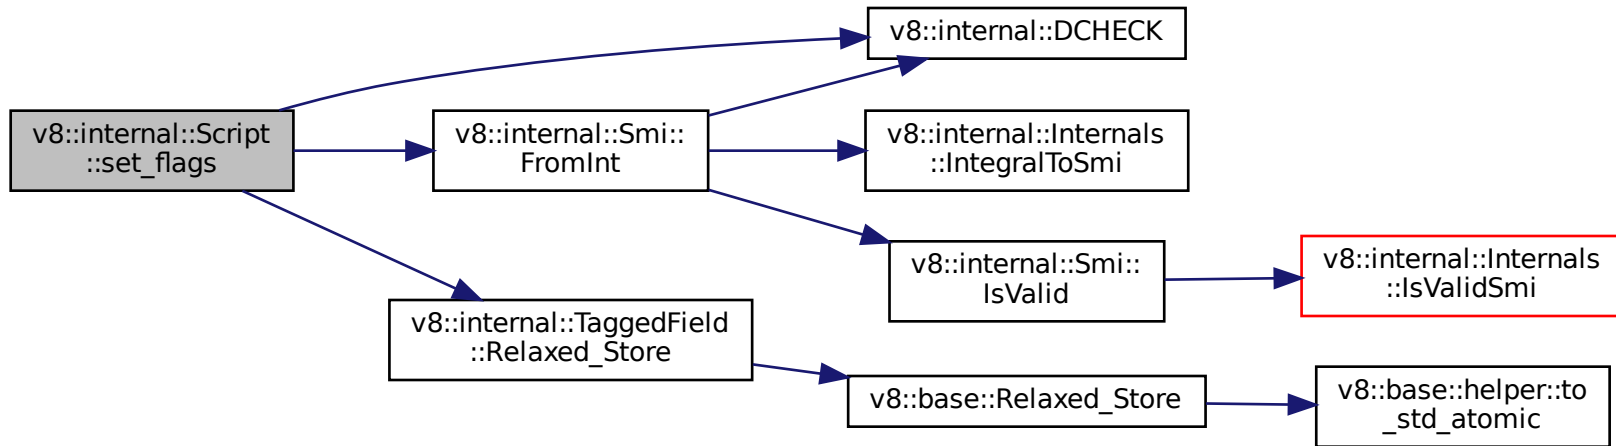 v8::internal::DCHECK
v8::internal::Script
::set_flags
v8::internal::Smi::
FromInt
v8::internal::Internals
::IntegralToSmi
v8::internal::Smi::
IsValid
v8::internal::Internals
::IsValidSmi
v8::internal::TaggedField
::Relaxed_Store
v8::base::Relaxed_Store
v8::base::helper::to
_std_atomic